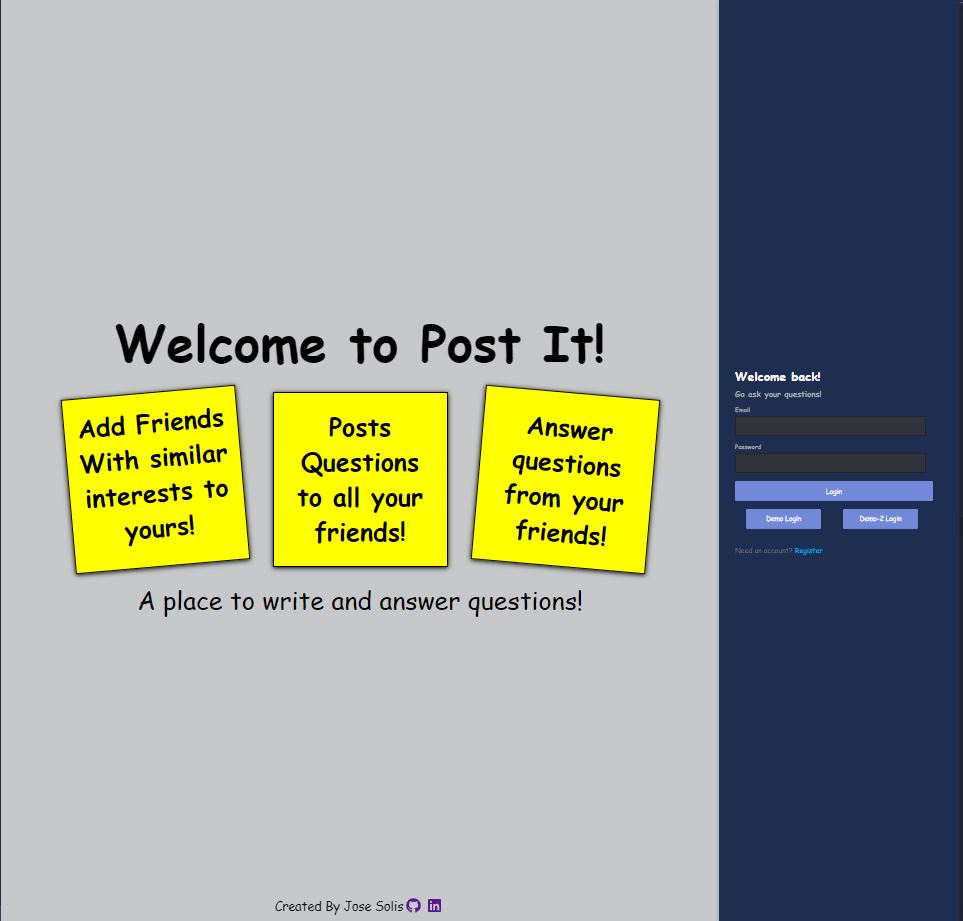 Welcome to Post It!
Add Friends
With similar
interests to
yours!
Posts
Questions
to all your
friends!
Answer
questions
from your
friends!
A place to write and answer questions!
Created By Jose Solis
Welcome back!
Go ask your questions!
Email
Password
Login
Demo Login
Demo-2 Login
Need an account? Register